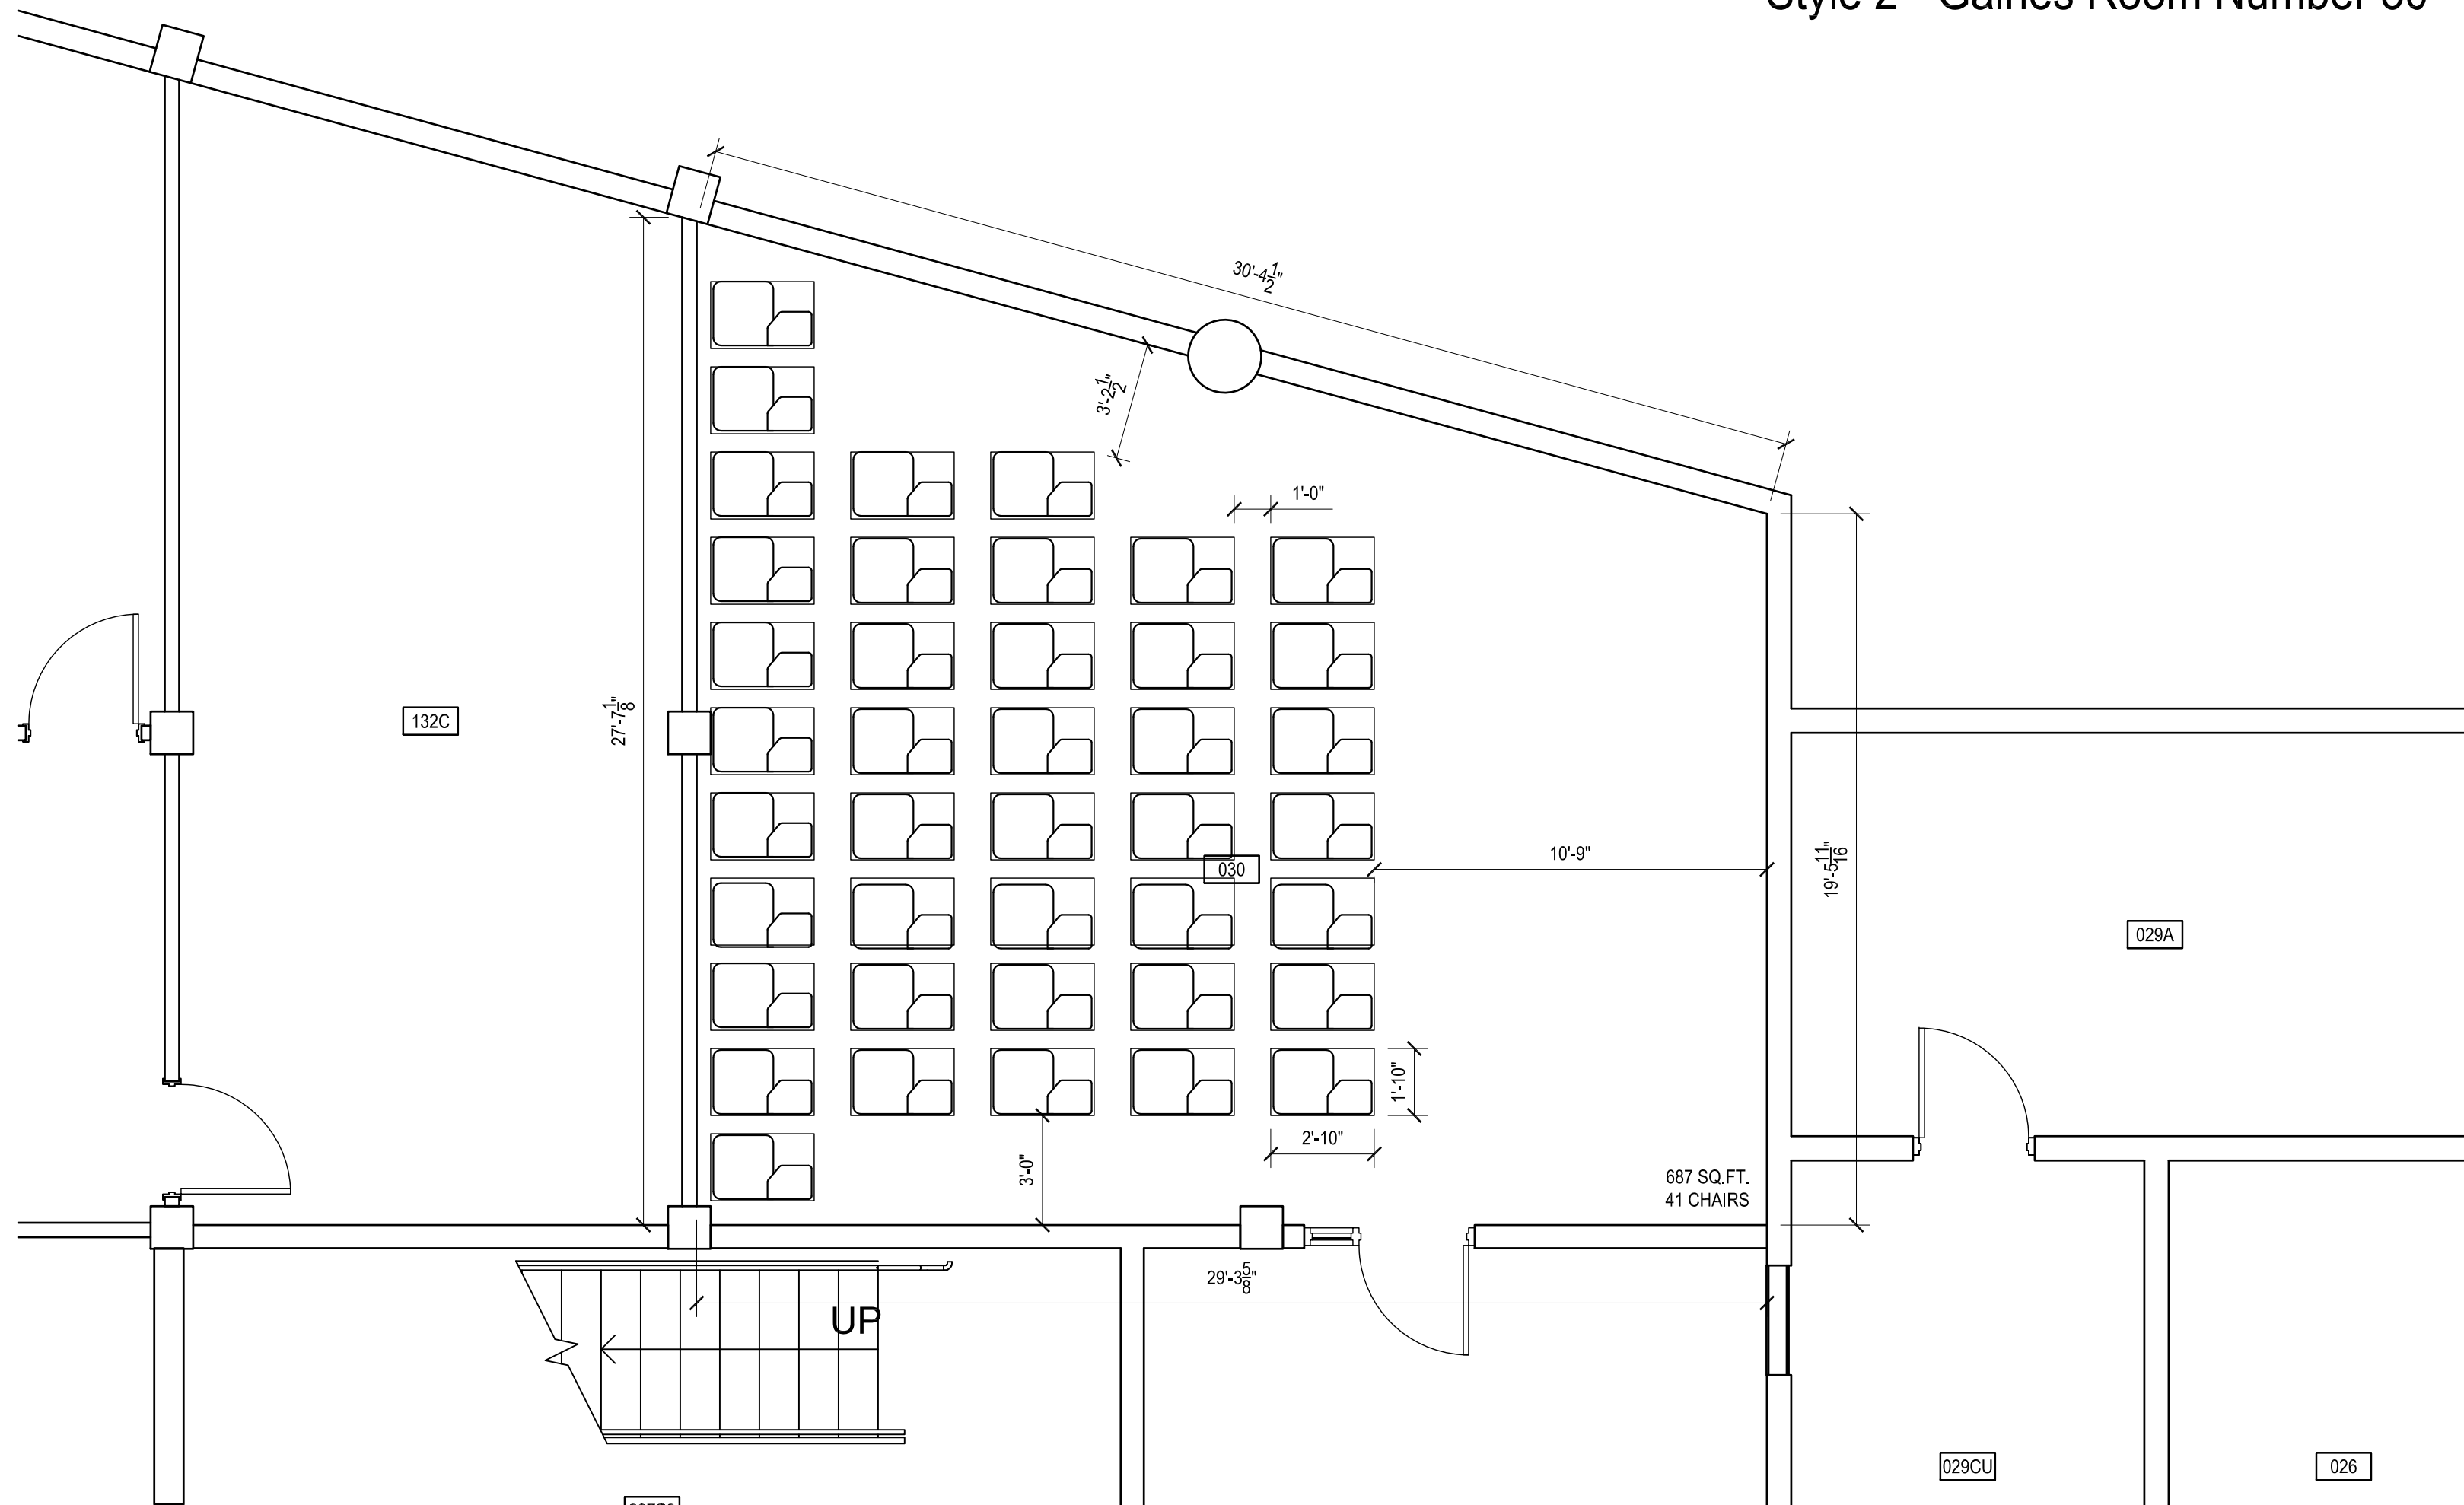 Style 2 - Gaines Room Number 30
30'-4 1/2"
3'-2 1/2"
1'-0"
132C
27'-7 1/8"
030
10'-9"
19'-5 11/16"
029A
1'-10"
2'-10"
3'-0"
687 SQ.FT.
41 CHAIRS
29'-3 5/8"
UP
029CU
026